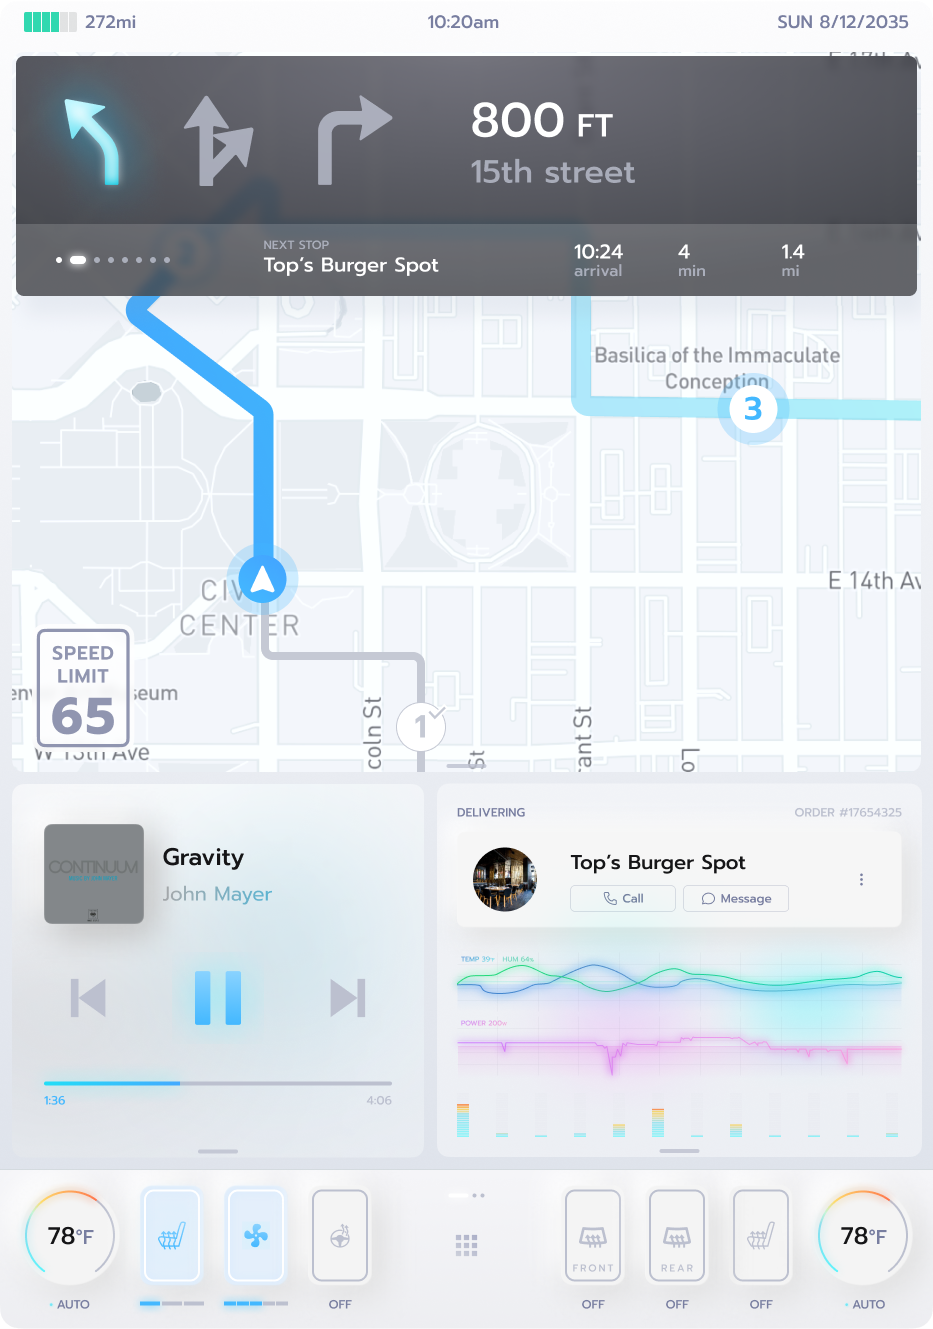 272mi
10:20am
SUN 8/12/2035
800 FT
15th street
NEXT STOP
Top's Burger Spot
10:24
arrival
4
min
1.4
mi
Basilica of the Immaculate
Conception
3
E 14th Av
CIV
CENTER
SPEED
LIMIT
65
seum
W 13th Ave
coln St
1
St
rant St
Lo
CONTINUUM
Gravity
John Mayer
1:36
4:06
DELIVERING
ORDER #17654325
Top's Burger Spot
Call
Message
TEMP 39°F HUM 64%
POWER 200w
78°F
AUTO
OFF
FRONT
OFF
REAR
OFF
OFF
78°F
AUTO